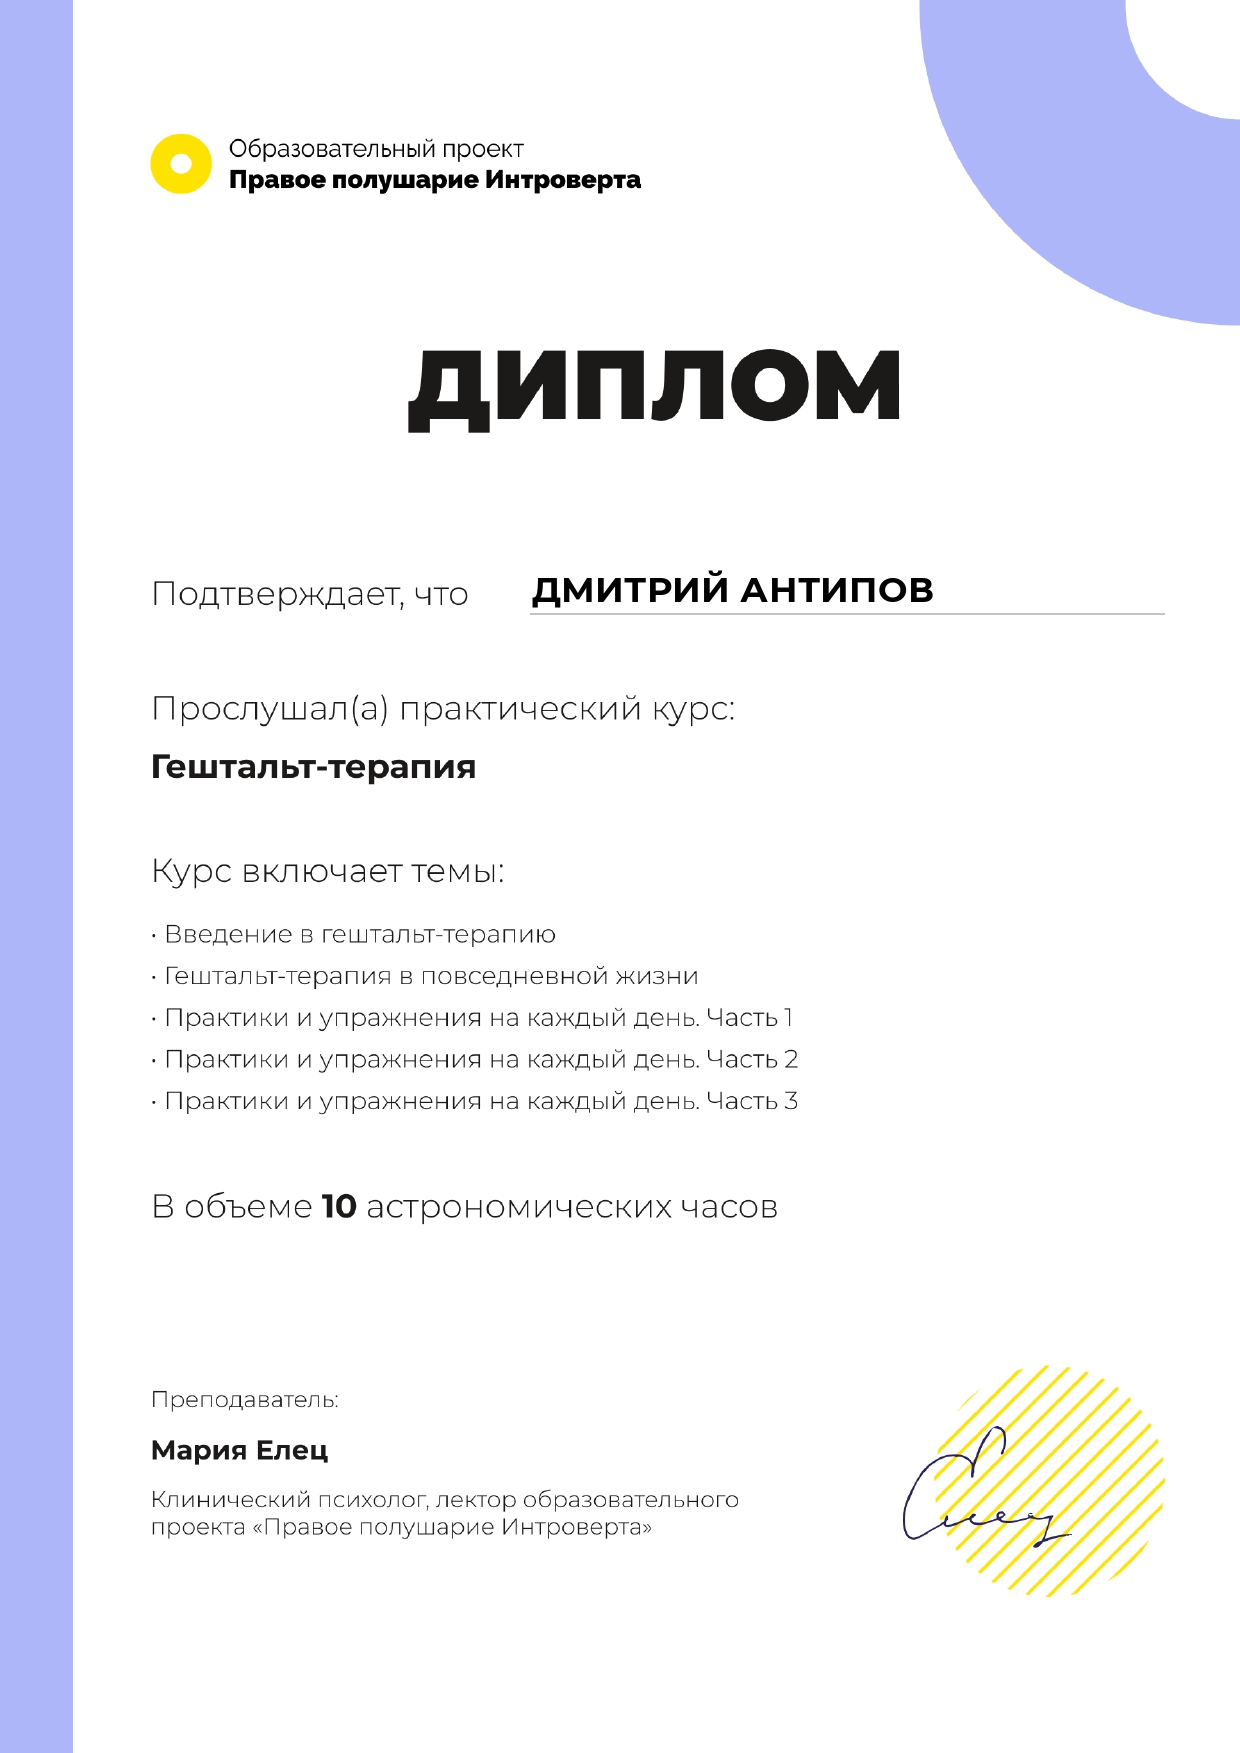 Образовательный проект
Правое полушарие Интроверта
ДИПЛОМ
Подтверждает, что ДМИТРИЙ АНТИПОВ
Прослушал(а) практический курс:
Гештальт-терапия
Курс включает темы:
· Введение в гештальт-терапию
· Гештальт-терапия в повседневной жизни
· Практики и упражнения на каждый день. Часть 1
· Практики и упражнения на каждый день. Часть 2
· Практики и упражнения на каждый день. Часть 3
В объеме 10 астрономических часов
Преподаватель:
Мария Елец
Клинический психолог, лектор образовательного
проекта «Правое полушарие Интроверта»